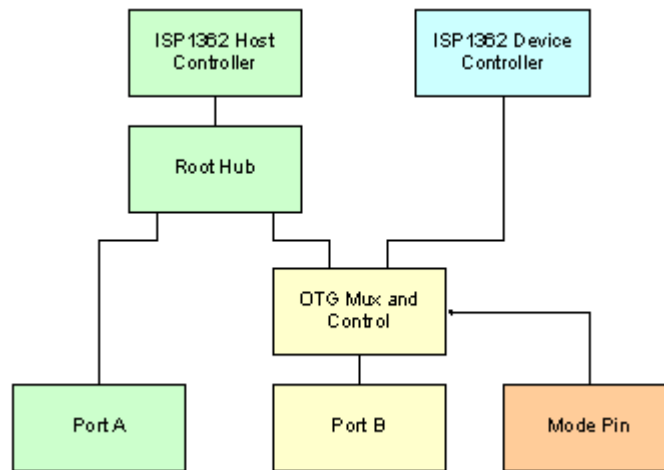 ISP1362 Host
Controller
ISP1362 Device
Controller
Root Hub
OTG Mux and
Control
Port A
Port B
Mode Pin